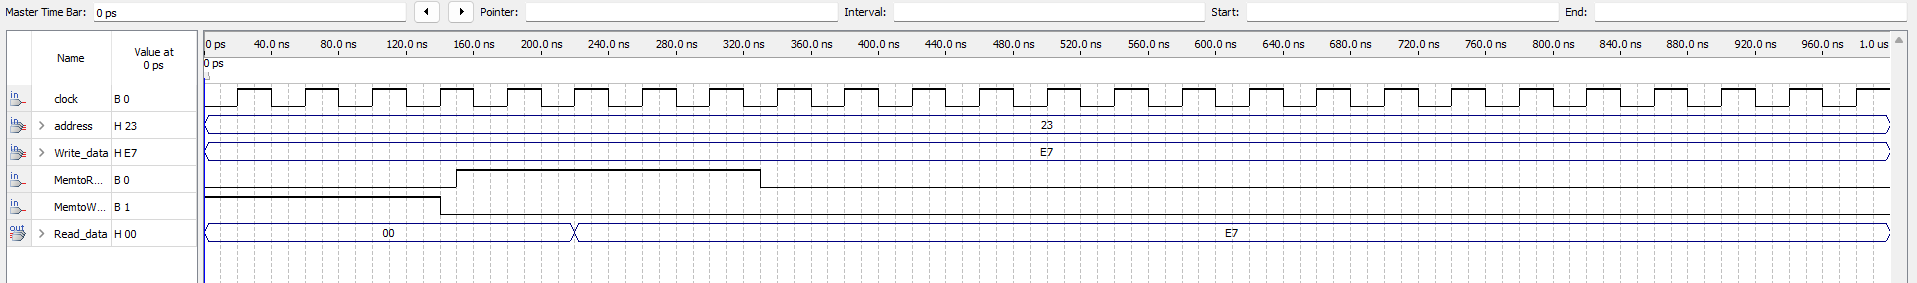 Master Time Bar: 0 ps Pointer: Interval: Start: End:
Name Value at 0 ps
0 ps 40.0 ns 80.0 ns 120.0 ns 160.0 ns 200.0 ns 240.0 ns 280.0 ns 320.0 ns 360.0 ns 400.0 ns 440.0 ns 480.0 ns 520.0 ns 560.0 ns 600.0 ns 640.0 ns 680.0 ns 720.0 ns 760.0 ns 800.0 ns 840.0 ns 880.0 ns 920.0 ns 960.0 ns 1.0 us
0 ps
in clock B 0
in address H 23 23
in Write_data H E7 E7
in MemtoR... B 0
in MemtoW... B 1
out Read_data H 00 00 E7